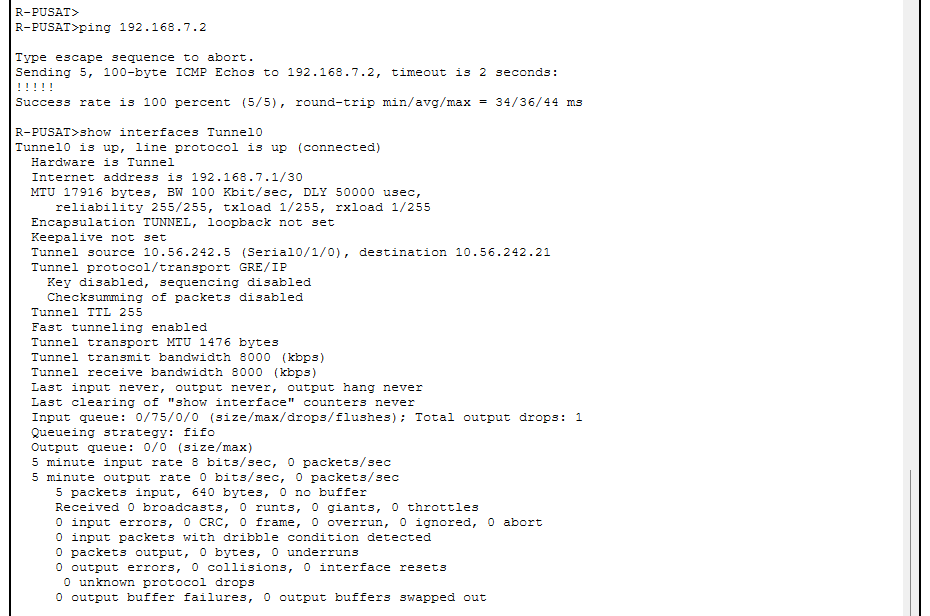 R-PUSAT>
R-PUSAT>ping 192.168.7.2
Type escape sequence to abort.
Sending 5, 100-byte ICMP Echos to 192.168.7.2, timeout is 2 seconds:
!!!!!
Success rate is 100 percent (5/5), round-trip min/avg/max = 34/36/44 ms
R-PUSAT>show interfaces Tunnel0
Tunnel0 is up, line protocol is up (connected)
Hardware is Tunnel
Internet address is 192.168.7.1/30
MTU 17916 bytes, BW 100 Kbit/sec, DLY 50000 usec,
reliability 255/255, txload 1/255, rxload 1/255
Encapsulation TUNNEL, loopback not set
Keepalive not set
Tunnel source 10.56.242.5 (Serial0/1/0), destination 10.56.242.21
Tunnel protocol/transport GRE/IP
Key disabled, sequencing disabled
Checksumming of packets disabled
Tunnel TTL 255
Fast tunneling enabled
Tunnel transport MTU 1476 bytes
Tunnel transmit bandwidth 8000 (kbps)
Tunnel receive bandwidth 8000 (kbps)
Last input never, output never, output hang never
Last clearing of "show interface" counters never
Input queue: 0/75/0/0 (size/max/drops/flushes); Total output drops: 1
Queueing strategy: fifo
Output queue: 0/0 (size/max)
5 minute input rate 8 bits/sec, 0 packets/sec
5 minute output rate 0 bits/sec, 0 packets/sec
5 packets input, 640 bytes, 0 no buffer
Received 0 broadcasts, 0 runts, 0 giants, 0 throttles
0 input errors, 0 CRC, 0 frame, 0 overrun, 0 ignored, 0 abort
0 input packets with dribble condition detected
0 packets output, 0 bytes, 0 underruns
0 output errors, 0 collisions, 0 interface resets
0 unknown protocol drops
0 output buffer failures, 0 output buffers swapped out